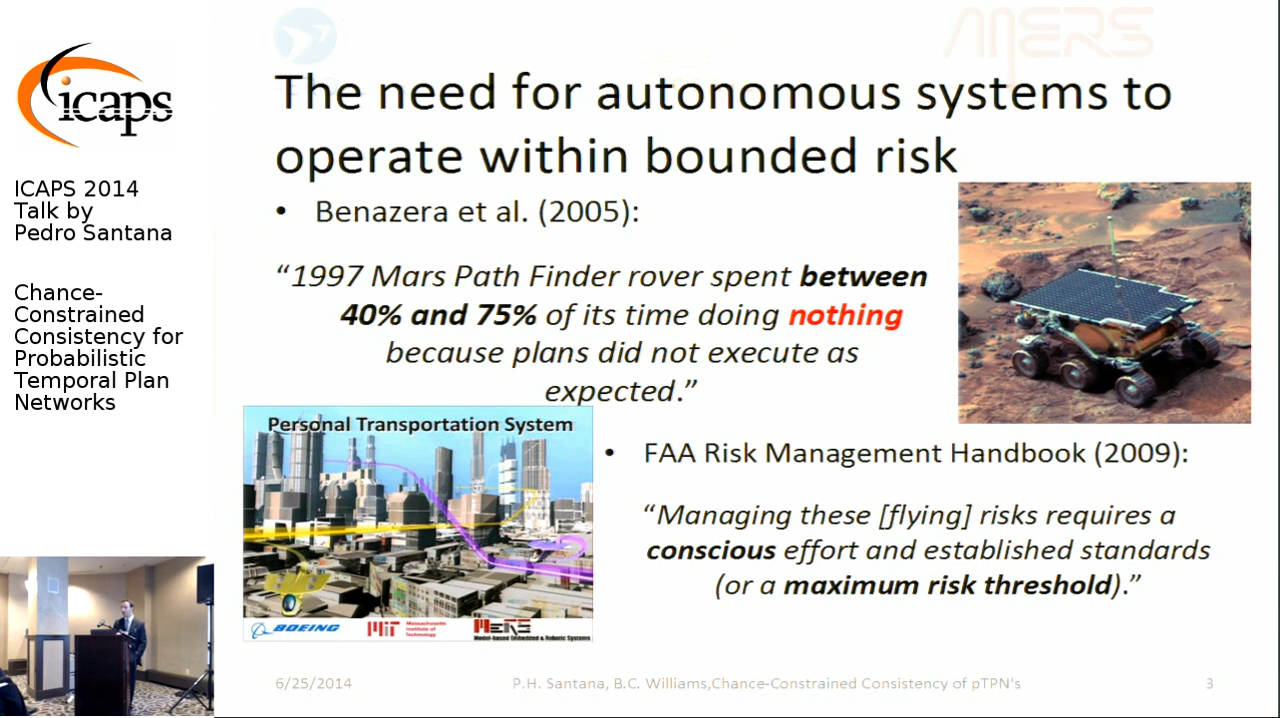 icaps
ICAPS 2014
Talk by
Pedro Santana
Chance-
Constrained
Consistency for
Probabilistic
Temporal Plan
Networks
MERS
The need for autonomous systems to
operate within bounded risk
• Benazera et al. (2005):
“1997 Mars Path Finder rover spent between
40% and 75% of its time doing nothing
because plans did not execute as
expected.”
Personal Transportation System
BOEING
MIT
Massachusetts
Institute of
Technology
MERS
Model-based Embedded & Robotic Systems
• FAA Risk Management Handbook (2009):
“Managing these [flying] risks requires a
conscious effort and established standards
(or a maximum risk threshold).”
6/25/2014
P.H. Santana, B.C. Williams,Chance-Constrained Consistency of pTPN's
3